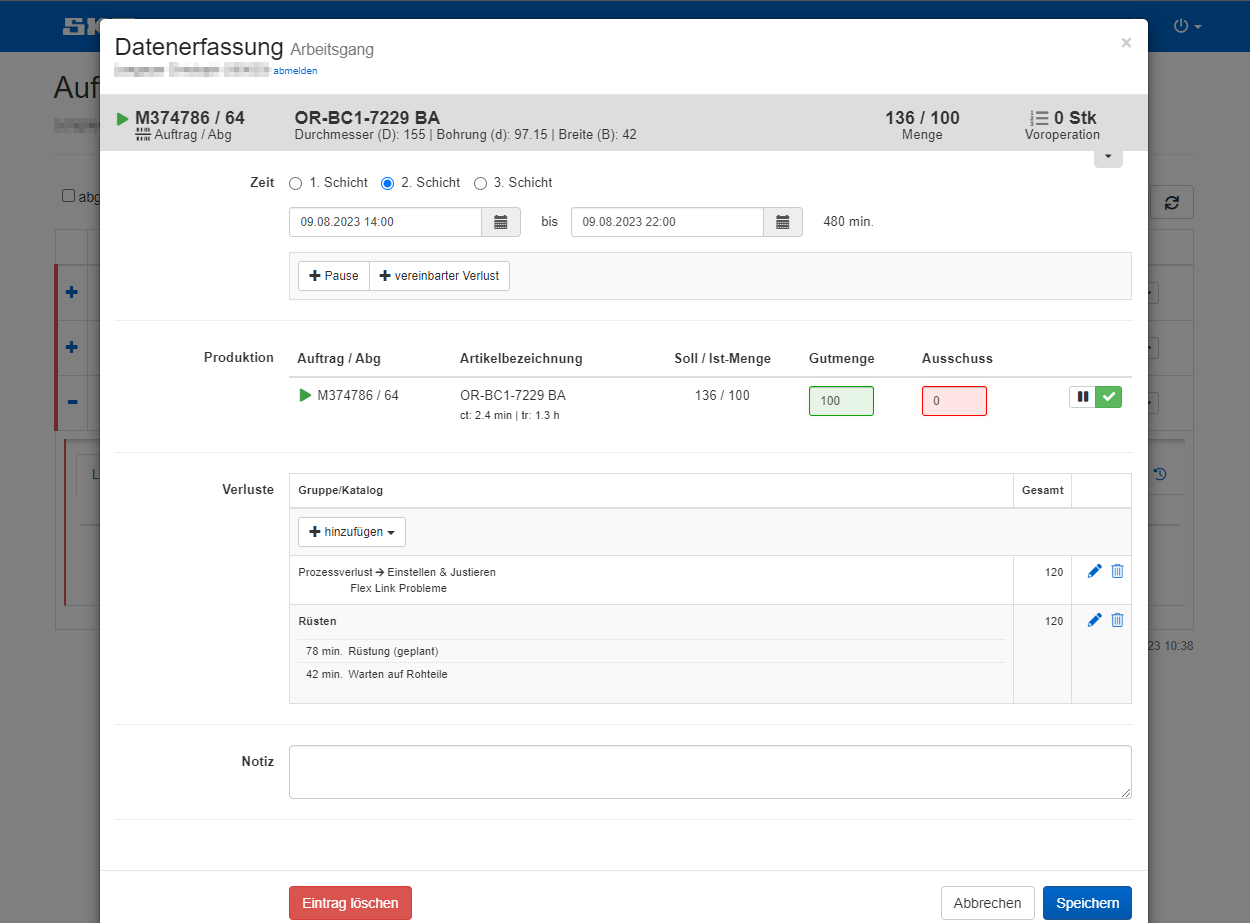 Datenerfassung Arbeitsgang
abmelden
Auf
M374786 / 64
Auftrag / Abg
OR-BC1-7229 BA
Durchmesser (D): 155 | Bohrung (d): 97.15 | Breite (B): 42
136 / 100
Menge
0 Stk
Voroperation
abg
Zeit 1. Schicht 2. Schicht 3. Schicht
09.08.2023 14:00 bis 09.08.2023 22:00 480 min.
Pause vereinbarter Verlust
Produktion Auftrag / Abg Artikelbezeichnung Soll / Ist-Menge Gutmenge Ausschuss
M374786 / 64 OR-BC1-7229 BA 136 / 100 100 0
ct: 2.4 min | tr: 1.3 h
Verluste Gruppe/Katalog Gesamt
hinzufügen
Prozessverlust → Einstellen & Justieren 120
Flex Link Probleme
Rüsten 120
23 10:38
78 min. Rüstung (geplant)
42 min. Warten auf Rohteile
Notiz
Eintrag löschen Abbrechen Speichern